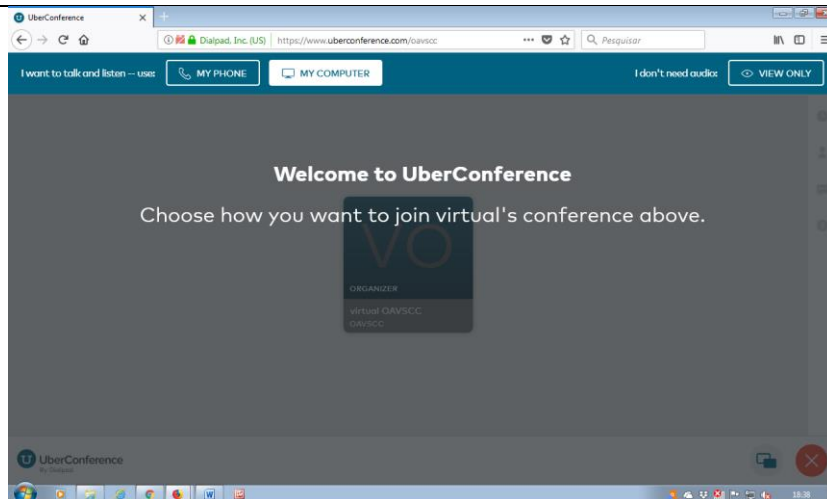 UberConference
Dialpad, Inc. (US)
https://www.uberconference.com/oavscc
Pesquisar
I want to talk and listen -- use:
MY PHONE
MY COMPUTER
I don't need audio:
VIEW ONLY
Welcome to UberConference
Choose how you want to join virtual's conference above.
VO
ORGANIZER
virtual OAVSCC
OAVSCC
UberConference
By Dialpad
18:38